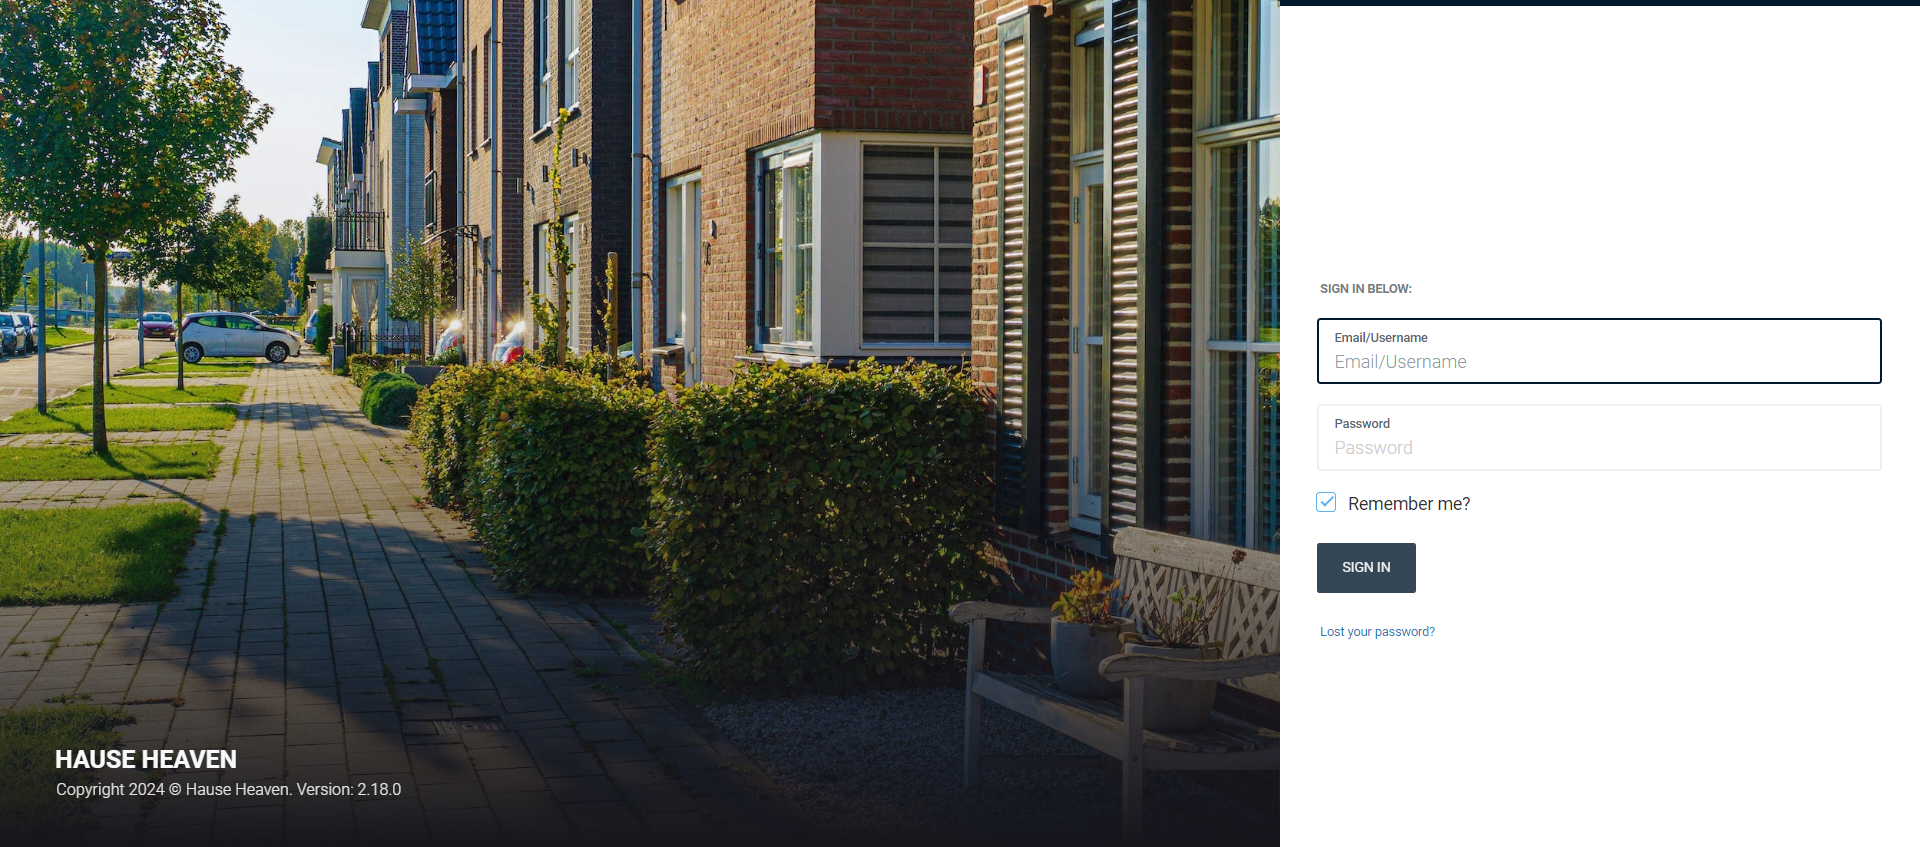 HAUSE HEAVEN
Copyright 2024 © Hause Heaven. Version: 2.18.0
SIGN IN BELOW:
Email/Username
Email/Username
Password
Password
Remember me?
SIGN IN
Lost your password?